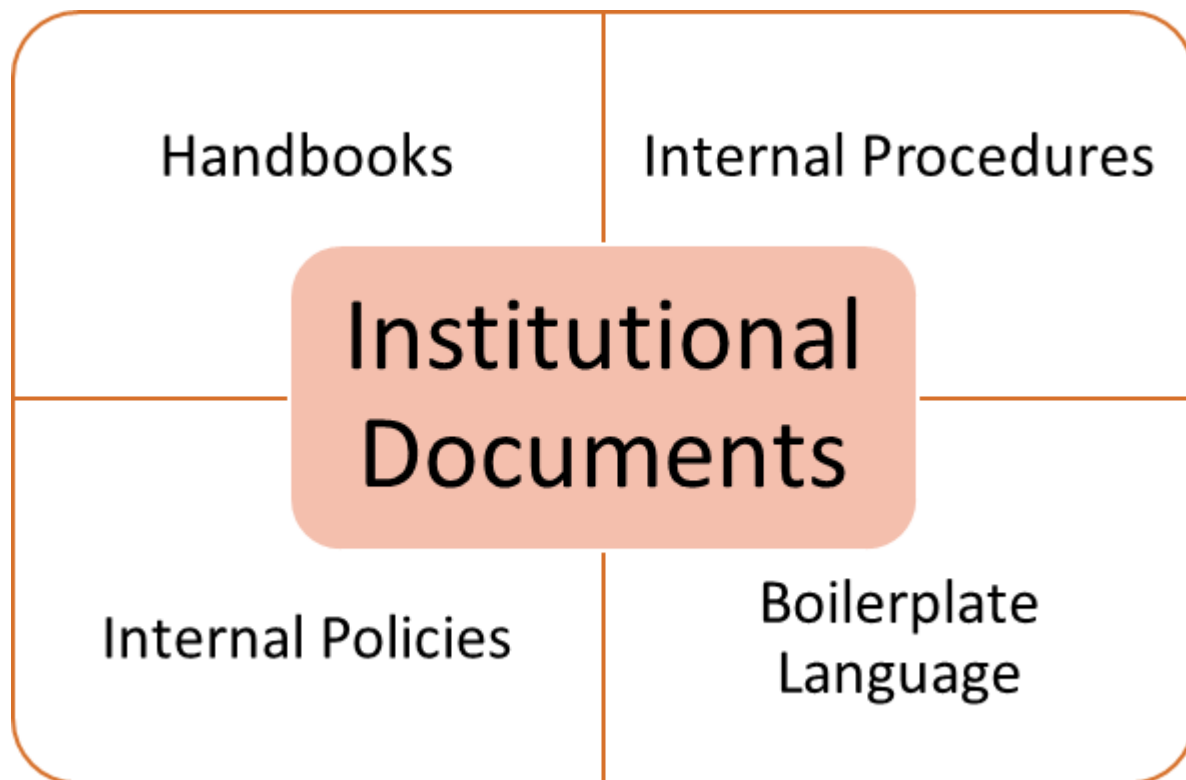 Handbooks
Internal Procedures
Institutional
Documents
Internal Policies
Boilerplate
Language